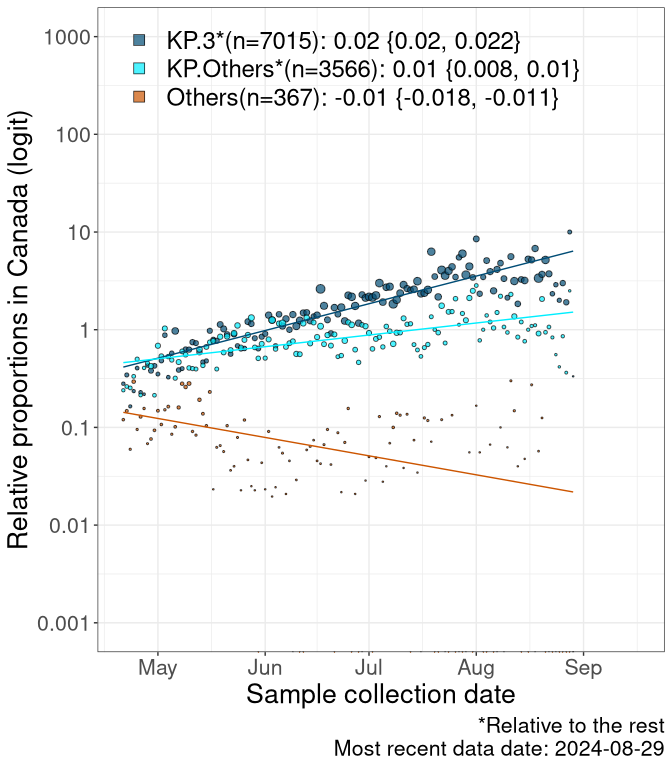 KP.3*(n=7015): 0.02 {0.02, 0.022}
KP.Others*(n=3566): 0.01 {0.008, 0.01}
Others(n=367): -0.01 {-0.018, -0.011}
Relative proportions in Canada (logit)
1000
100
10
1
0.1
0.01
0.001
May Jun Jul Aug Sep
Sample collection date
*Relative to the rest
Most recent data date: 2024-08-29